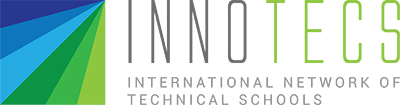 INNOTECS
INTERNATIONAL NETWORK OF
TECHNICAL SCHOOLS